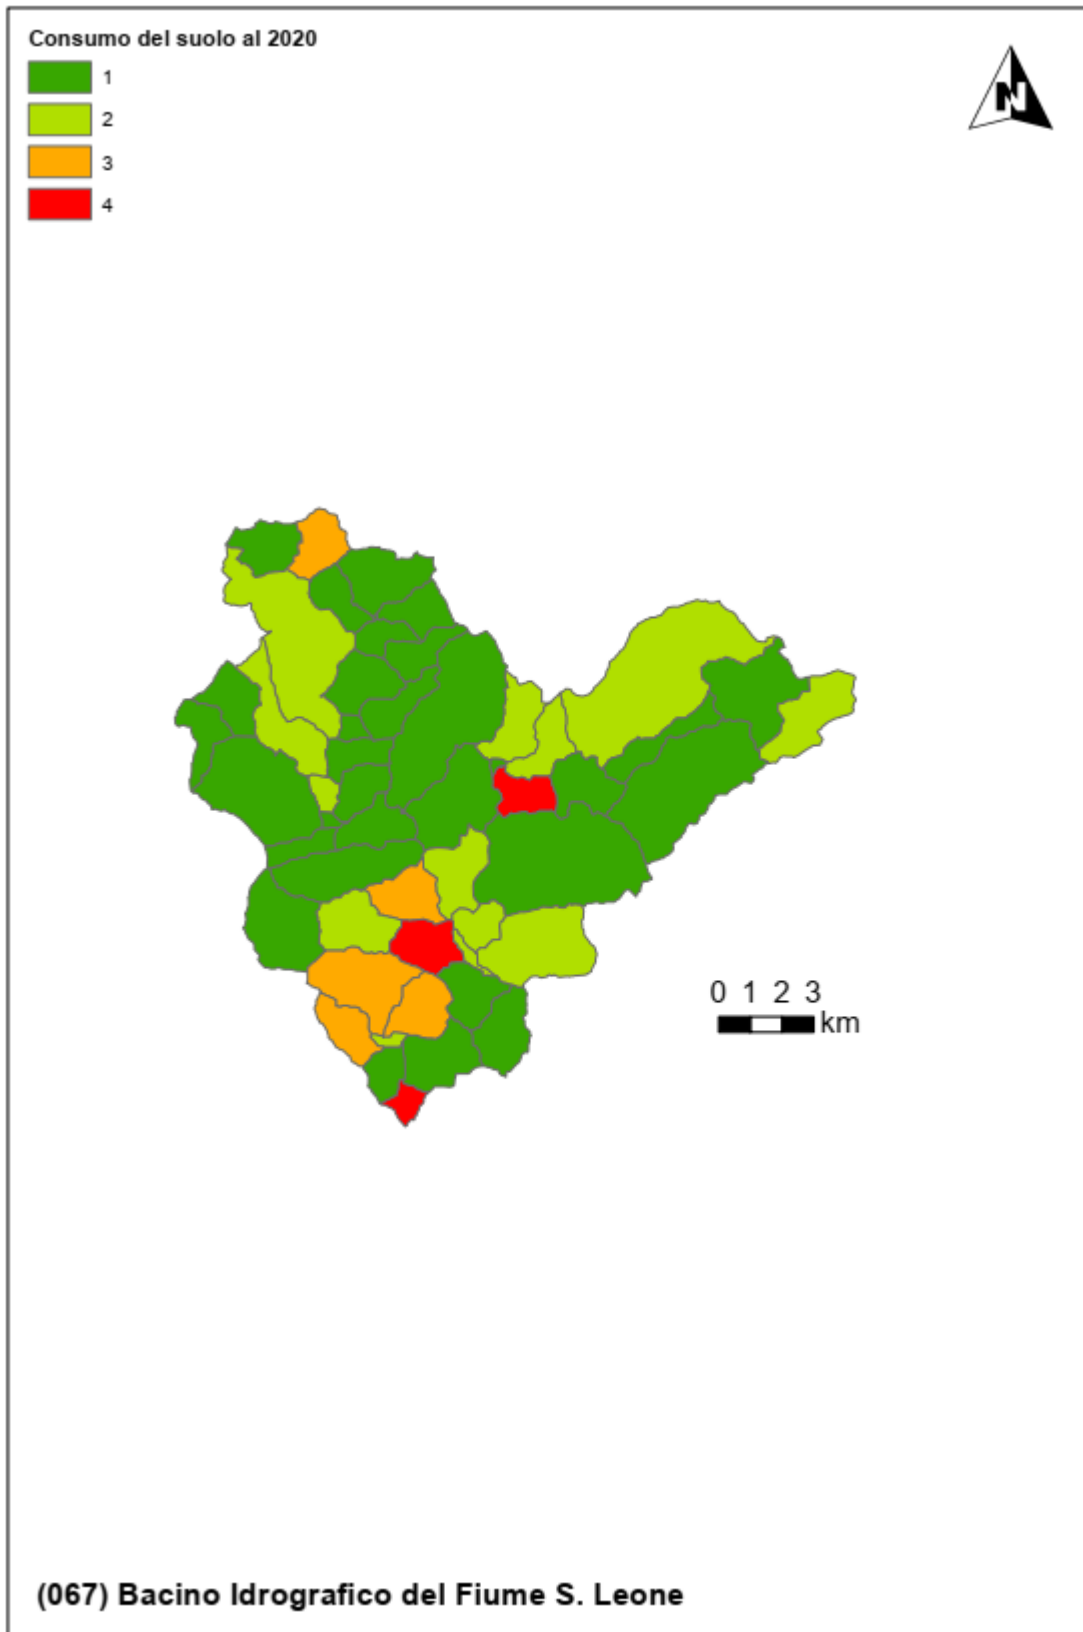 Consumo del suolo al 2020
1
2
3
4
N
0 1 2 3
km
(067) Bacino Idrografico del Fiume S. Leone